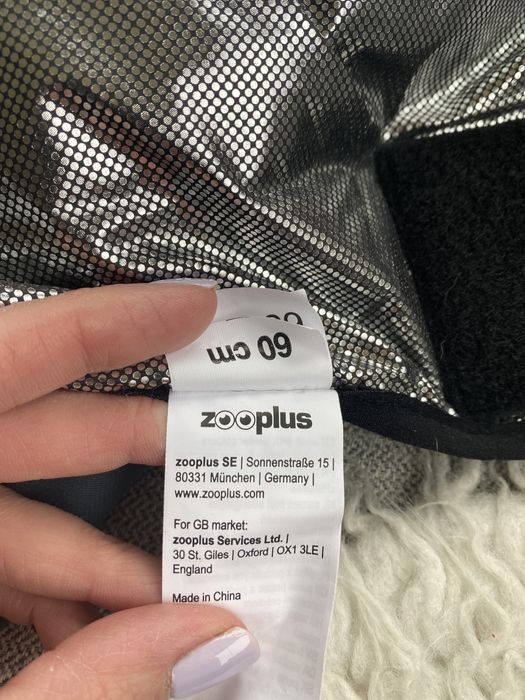 60 cm
zooplus
zooplus SE | Sonnenstraße 15 |
80331 München | Germany |
www.zooplus.com
For GB market:
zooplus Services Ltd. |
30 St. Giles | Oxford | OX1 3LE |
England
Made in China